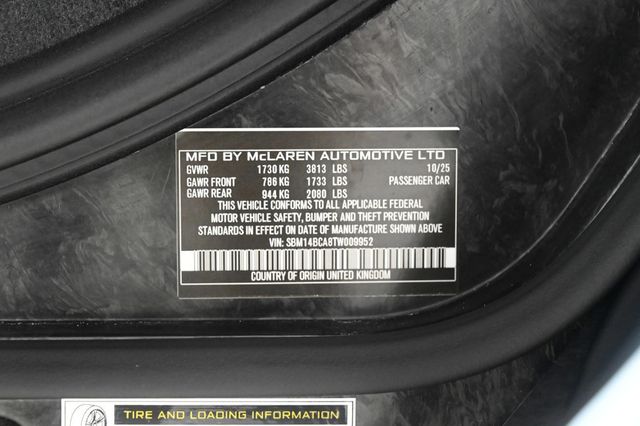 MFD BY McLAREN AUTOMOTIVE LTD
GVWR 1730 KG 3813 LBS 10/25
GAWR FRONT 786 KG 1733 LBS PASSENGER CAR
GAWR REAR 944 KG 2080 LBS
THIS VEHICLE CONFORMS TO ALL APPLICABLE FEDERAL
MOTOR VEHICLE SAFETY, BUMPER AND THEFT PREVENTION
STANDARDS IN EFFECT ON THE DATE OF MANUFACTURE SHOWN ABOVE
VIN: SBM14BCA8TW009952
COUNTRY OF ORIGIN UNITED KINGDOM
TIRE AND LOADING INFORMATION